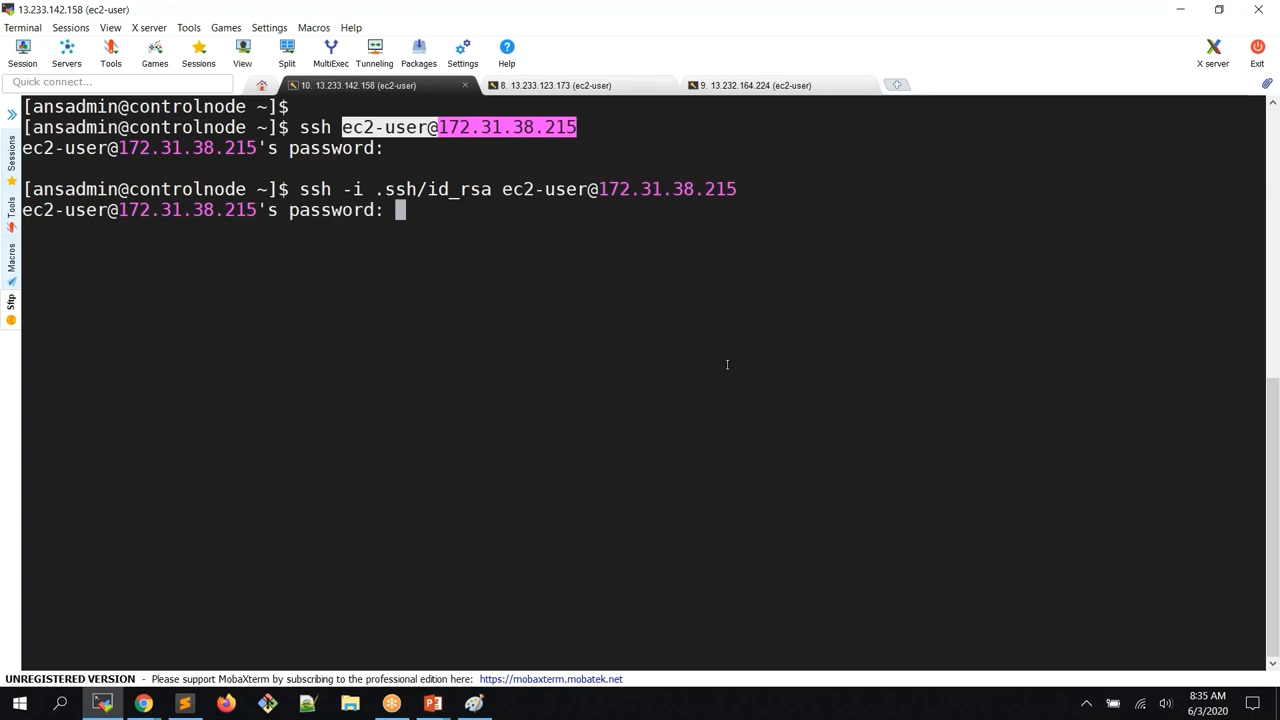 13.233.142.158 (ec2-user)
Terminal Sessions View X server Tools Games Settings Macros Help
Session Servers Tools Games Sessions View Split MultiExec Tunneling Packages Settings Help X server Exit
Quick connect...
10. 13.233.142.158 (ec2-user)
8. 13.233.123.173 (ec2-user)
9. 13.232.164.224 (ec2-user)
Sessions
Tools
Macros
Sftp
[ansadmin@controlnode ~]$
[ansadmin@controlnode ~]$ ssh ec2-user@172.31.38.215
ec2-user@172.31.38.215's password:
[ansadmin@controlnode ~]$ ssh -i .ssh/id_rsa ec2-user@172.31.38.215
ec2-user@172.31.38.215's password:
UNREGISTERED VERSION - Please support MobaXterm by subscribing to the professional edition here: https://mobaxterm.mobatek.net
8:35 AM
6/3/2020